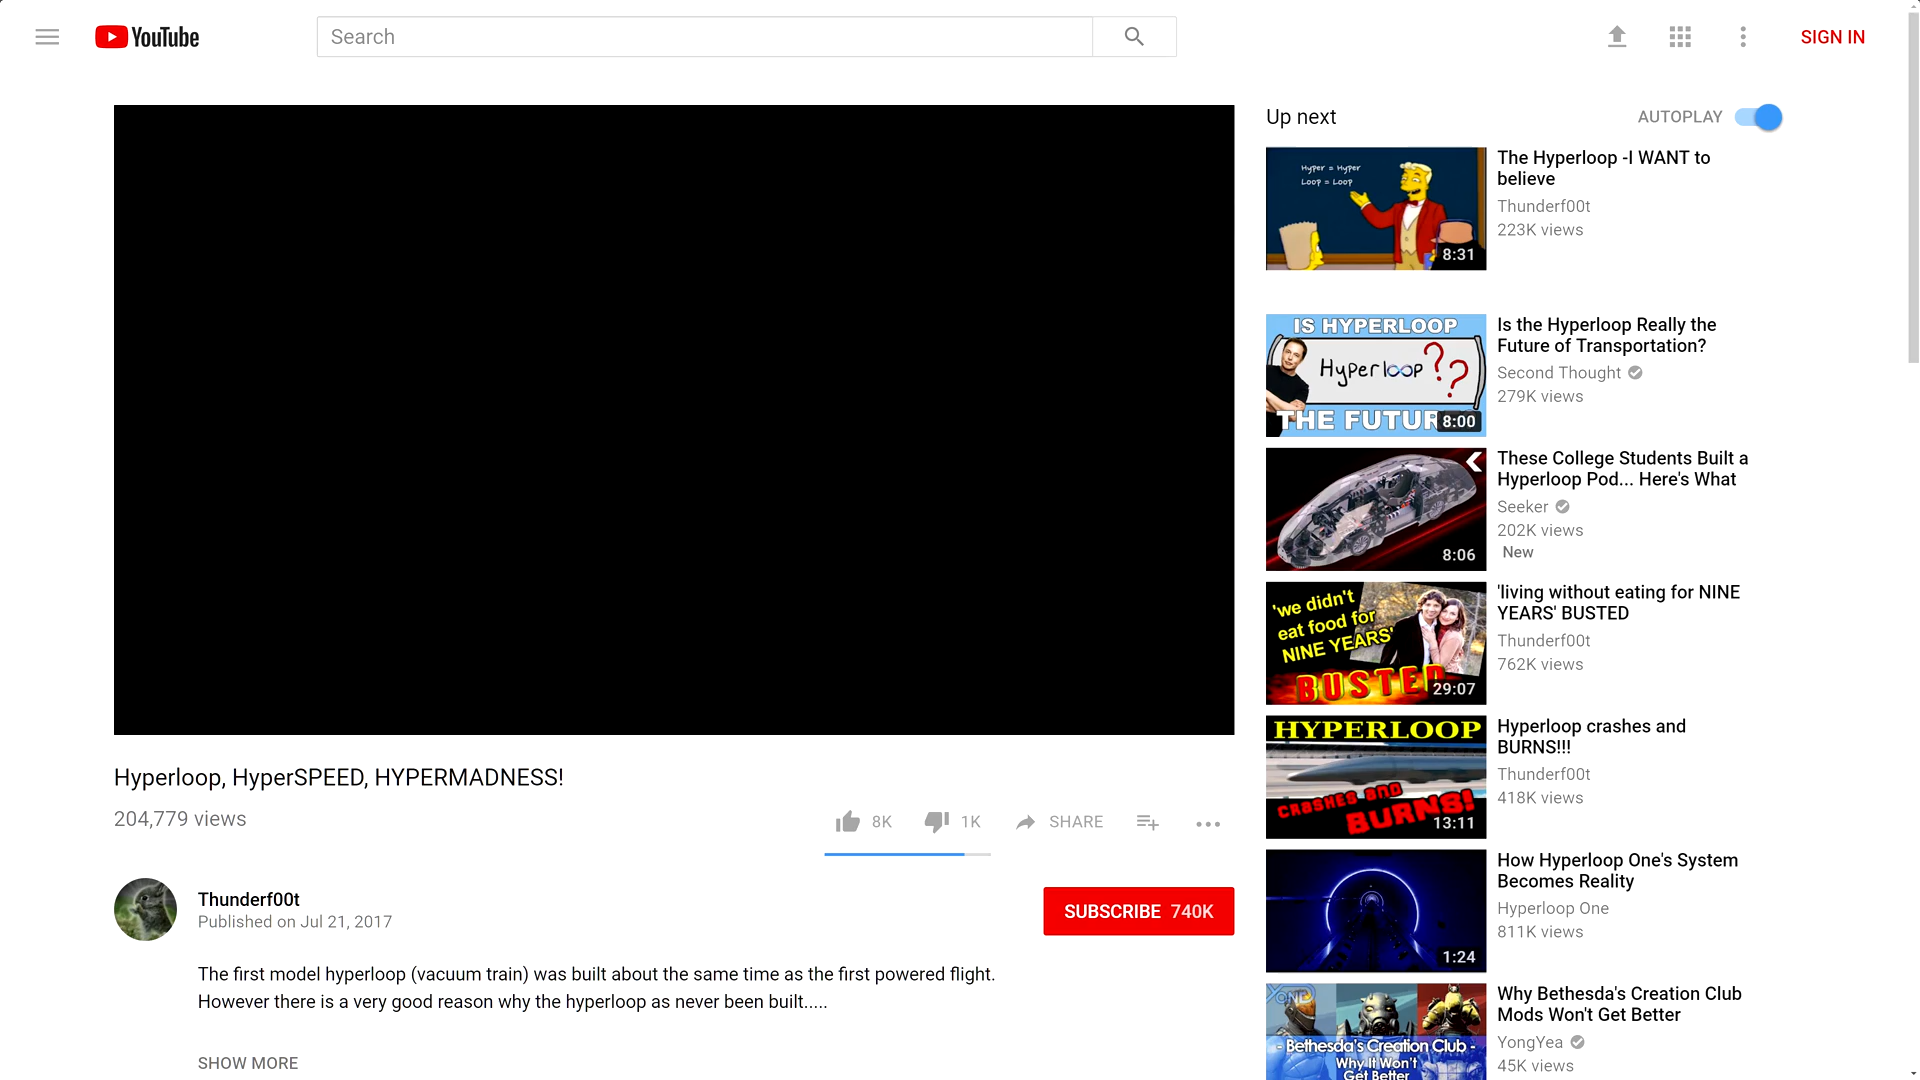 YouTube
Search
SIGN IN
Up next
AUTOPLAY
Hyper = Hyper
Loop = Loop
8:31
The Hyperloop -I WANT to
believe
Thunderf00t
223K views
IS HYPERLOOP
Hyperloop ??
THE FUTUR
8:00
Is the Hyperloop Really the
Future of Transportation?
Second Thought
279K views
8:06
These College Students Built a
Hyperloop Pod... Here's What
Seeker
202K views
New
'we didn't
eat food for
NINE YEARS'
BUSTED
29:07
'living without eating for NINE
YEARS' BUSTED
Thunderf00t
762K views
HYPERLOOP
CRASHES AND
BURNS!
13:11
Hyperloop crashes and
BURNS!!!
Thunderf00t
418K views
1:24
How Hyperloop One's System
Becomes Reality
Hyperloop One
811K views
- Bethesda's Creation Club -
Why It Won't
Get Better
Why Bethesda's Creation Club
Mods Won't Get Better
YongYea
45K views
Hyperloop, HyperSPEED, HYPERMADNESS!
204,779 views
8K
1K
SHARE
Thunderf00t
Published on Jul 21, 2017
SUBSCRIBE 740K
The first model hyperloop (vacuum train) was built about the same time as the first powered flight.
However there is a very good reason why the hyperloop as never been built.....
SHOW MORE